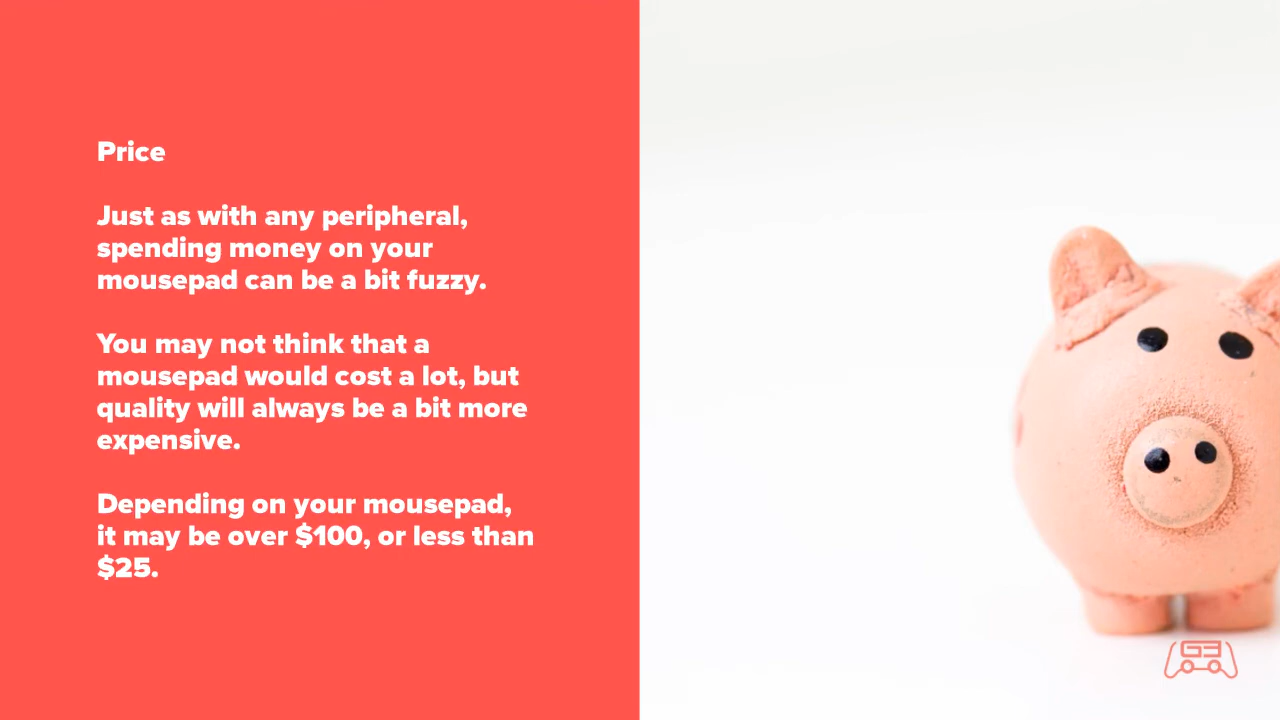 Price
Just as with any peripheral,
spending money on your
mousepad can be a bit fuzzy.
You may not think that a
mousepad would cost a lot, but
quality will always be a bit more
expensive.
Depending on your mousepad,
it may be over $100, or less than
$25.
G3